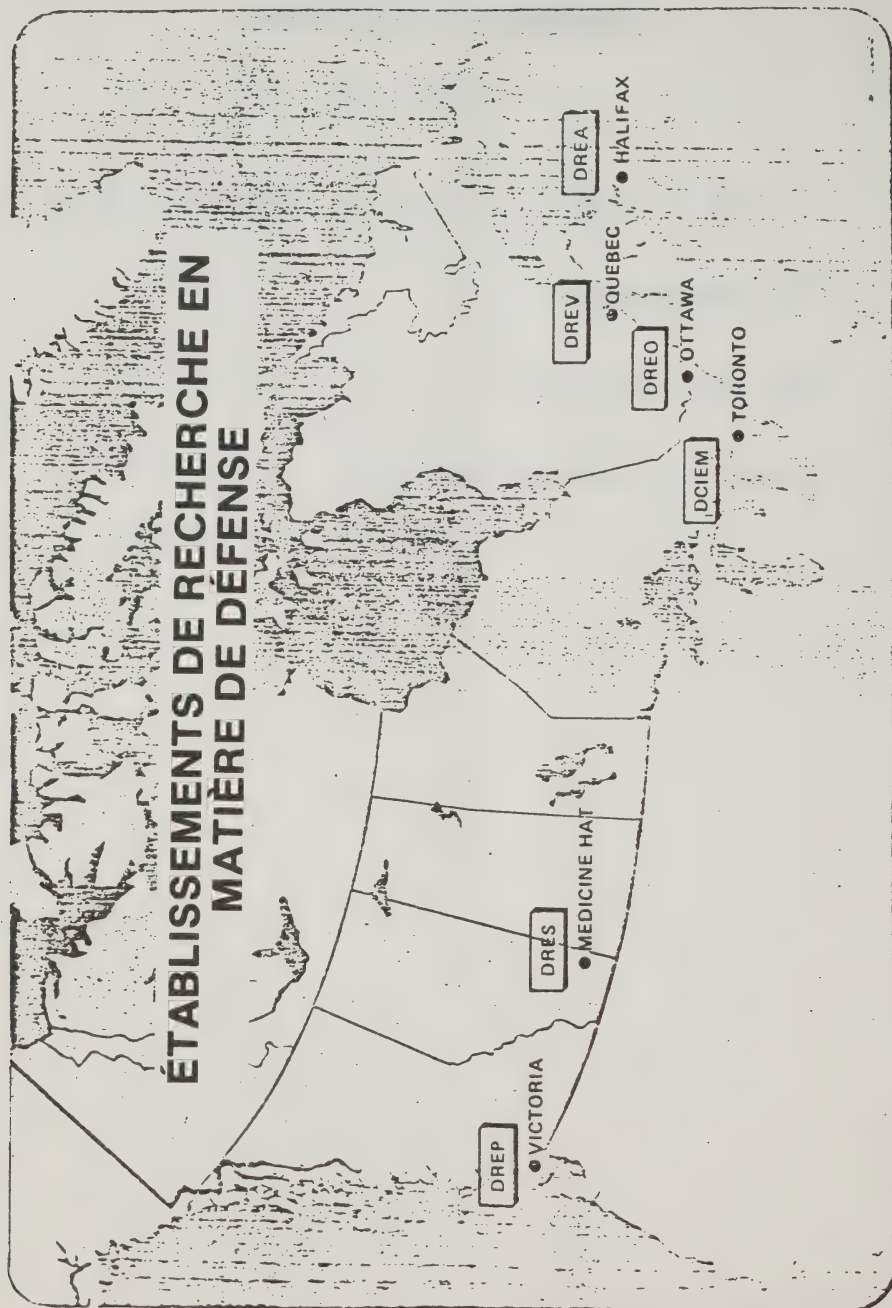 ÉTABLISSEMENTS DE RECHERCHE EN
MATIÈRE DE DÉFENSE
DREP
VICTORIA
DRES
MEDICINE HAT
DCIEM
TORONTO
DREO
OTTAWA
DREV
QUEBEC
DREA
HALIFAX